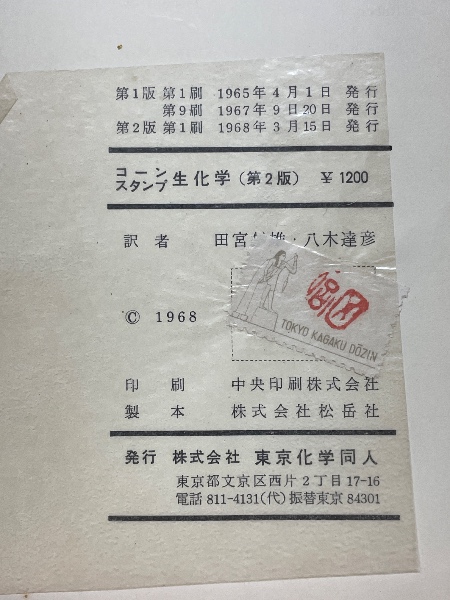 第1版 第1刷 1965年4月1日 発行
第9刷 1967年9月20日 発行
第2版 第1刷 1968年3月15日 発行
コーン
スタンプ 生化学 (第2版) ¥1200
訳者 田宮 ・八木達彦
© 1968
TOKYO KAGAKU DŌZIN
印刷 中央印刷株式会社
製本 株式会社松岳社
発行 株式会社 東京化学同人
東京都文京区西片2丁目17-16
電話 811-4131(代) 振替東京 84301